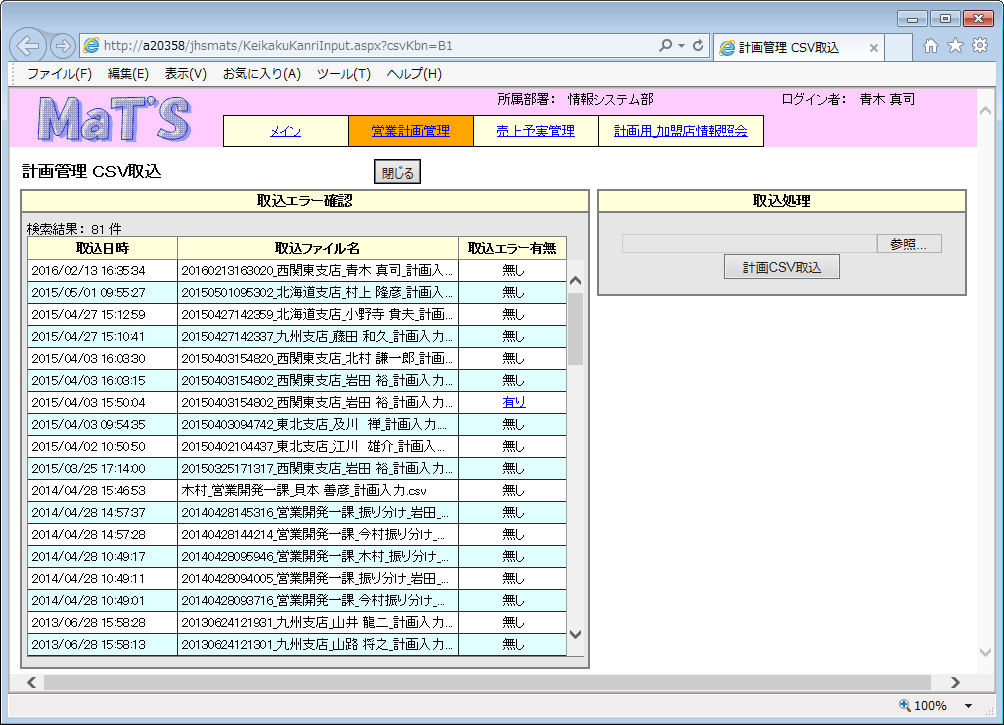 http://a20358/jhsmats/KeikakuKanriInput.aspx?csvKbn=B1
計画管理 CSV取込
ファイル(F) 編集(E) 表示(V) お気に入り(A) ツール(T) ヘルプ(H)
MaT'S
所属部署： 情報システム部 ログイン者： 青木 真司
メイン 営業計画管理 売上予実管理 計画用_加盟店情報照会
計画管理 CSV取込 閉じる
取込エラー確認 取込処理
検索結果： 81 件
参照...
計画CSV取込
取込日時 取込ファイル名 取込エラー有無
2016/02/13 16:35:34 20160213163020_西関東支店_青木 真司_計画入... 無し
2015/05/01 09:55:27 20150501095302_北海道支店_村上 隆彦_計画入... 無し
2015/04/27 15:12:59 20150427142359_北海道支店_小野寺 貴夫_計画... 無し
2015/04/27 15:10:41 20150427142337_九州支店_藤田 和久_計画入力... 無し
2015/04/03 16:03:30 20150403154820_西関東支店_北村 謙一郎_計画... 無し
2015/04/03 16:03:15 20150403154802_西関東支店_岩田 裕_計画入力... 無し
2015/04/03 15:50:04 20150403154802_西関東支店_岩田 裕_計画入力... 有り
2015/04/03 09:54:35 20150403094742_東北支店_及川　禅_計画入力... 無し
2015/04/02 10:50:50 20150402104437_東北支店_江川　雄介_計画入... 無し
2015/03/25 17:14:00 20150325171317_西関東支店_岩田 裕_計画入力... 無し
2014/04/28 15:46:53 木村_営業開発一課_貝本 善彦_計画入力.csv 無し
2014/04/28 14:57:37 20140428145316_営業開発一課_振り分け_岩田_... 無し
2014/04/28 14:57:28 20140428144214_営業開発一課_今村振り分け_... 無し
2014/04/28 10:49:17 20140428095946_営業開発一課_木村_振り分け_... 無し
2014/04/28 10:49:11 20140428094005_営業開発一課_振り分け_岩田_... 無し
2014/04/28 10:49:01 20140428093716_営業開発一課_今村振り分け_... 無し
2013/06/28 15:58:28 20130624121931_九州支店_山井 龍二_計画入力... 無し
2013/06/28 15:58:13 20130624121301_九州支店_山路 将之_計画入力... 無し
100%